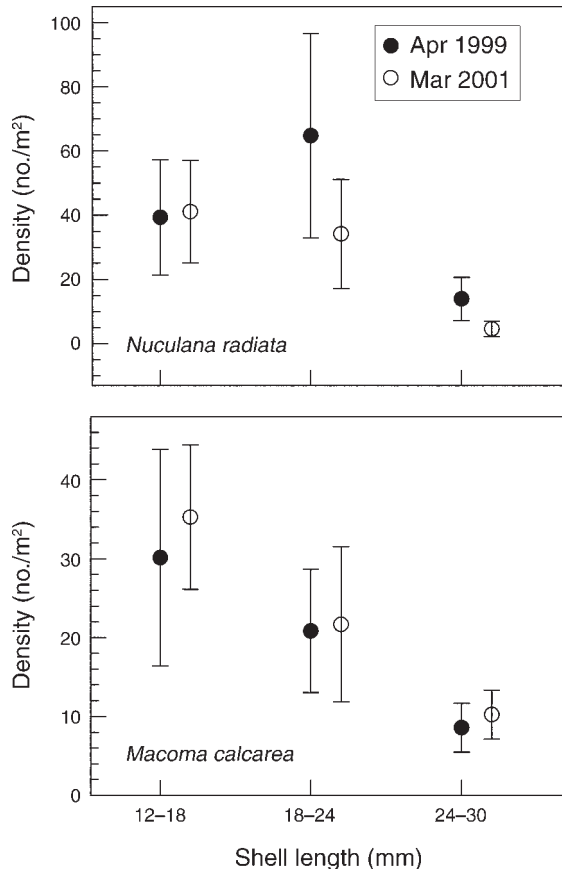 100
80
60
40
20
0
Density (no./m²)
Apr 1999
Mar 2001
Nuculana radiata
40
30
20
10
0
Density (no./m²)
Macoma calcarea
12–18
18–24
24–30
Shell length (mm)